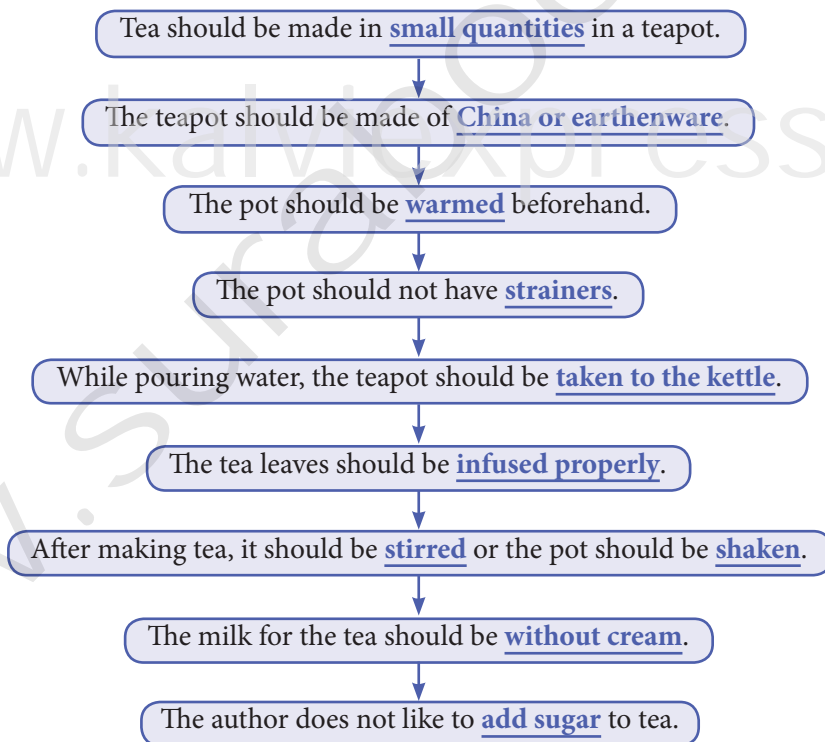 Tea should be made in small quantities in a teapot.
The teapot should be made of China or earthenware.
The pot should be warmed beforehand.
The pot should not have strainers.
While pouring water, the teapot should be taken to the kettle.
The tea leaves should be infused properly.
After making tea, it should be stirred or the pot should be shaken.
The milk for the tea should be without cream.
The author does not like to add sugar to tea.
w.kalviexpress
w.suraboo